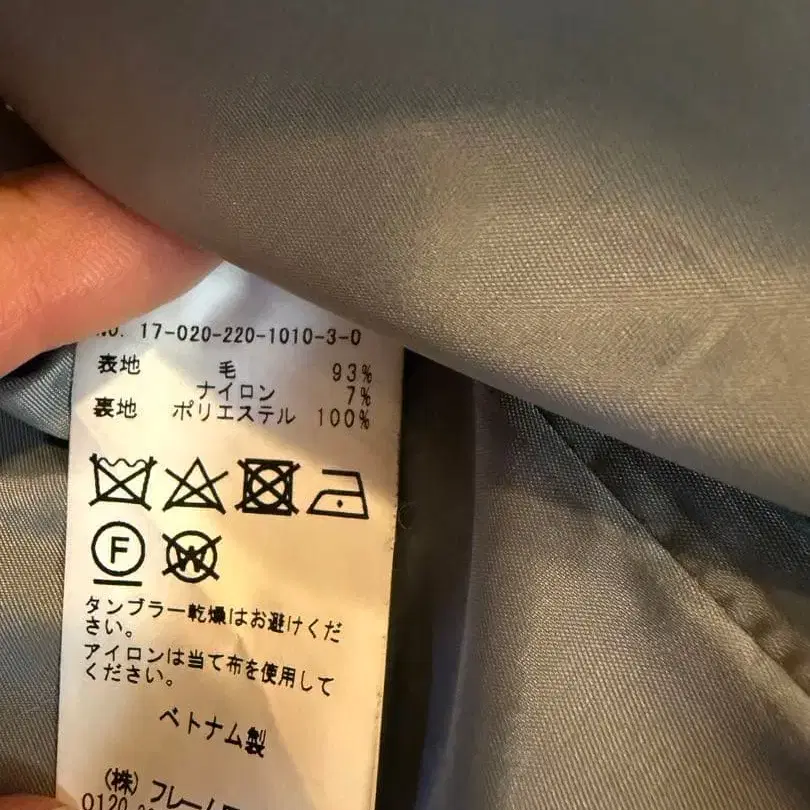 No. 17-020-220-1010-3-0
表地 毛 93%
ナイロン 7%
裏地 ポリエステル 100%
F
W
タンブラー乾燥はお避けくだ
さい。
アイロンは当て布を使用して
ください。
ベトナム製
(株) フレーム
0120